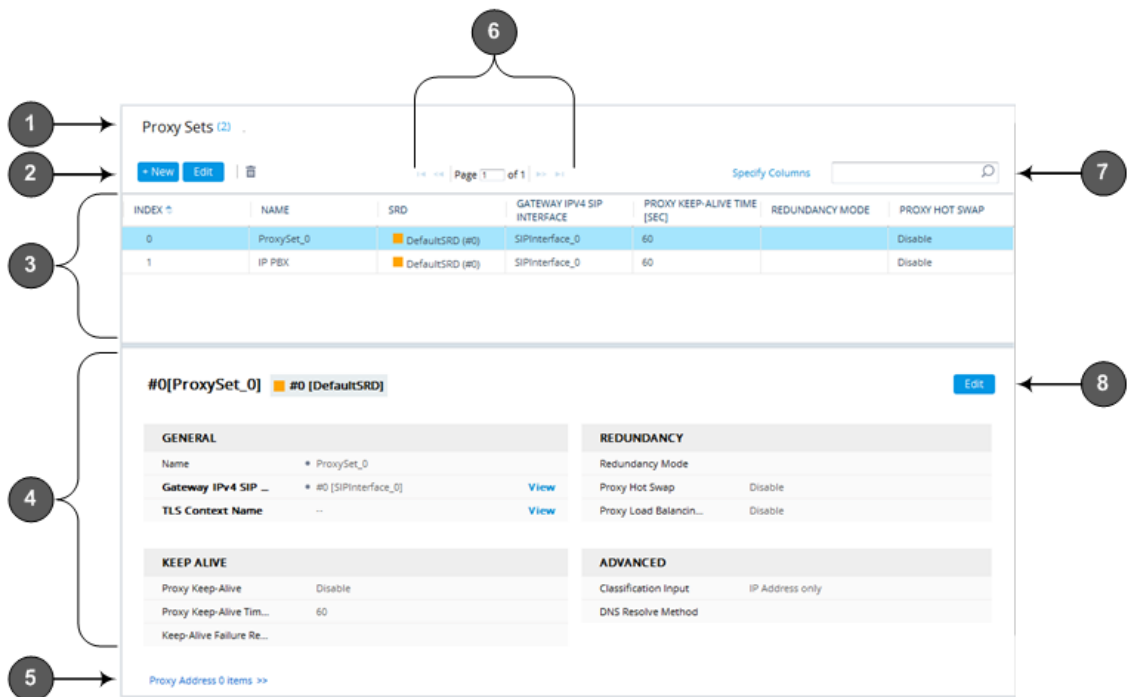 6
1
Proxy Sets (2) .
2
+ New Edit Page 1 of 1 Specify Columns
7
3
INDEX NAME SRD GATEWAY IPV4 SIP INTERFACE PROXY KEEP-ALIVE TIME [SEC] REDUNDANCY MODE PROXY HOT SWAP
0 ProxySet_0 DefaultSRD (#0) SIPInterface_0 60 Disable
1 IP PBX DefaultSRD (#0) SIPInterface_0 60 Disable
4
#0[ProxySet_0] #0 [DefaultSRD] Edit
8
GENERAL
Name • ProxySet_0
Gateway IPv4 SIP ... • #0 [SIPInterface_0] View
TLS Context Name -- View
REDUNDANCY
Redundancy Mode
Proxy Hot Swap Disable
Proxy Load Balancin... Disable
KEEP ALIVE
Proxy Keep-Alive Disable
Proxy Keep-Alive Tim... 60
Keep-Alive Failure Re...
ADVANCED
Classification Input IP Address only
DNS Resolve Method
5
Proxy Address 0 items >>